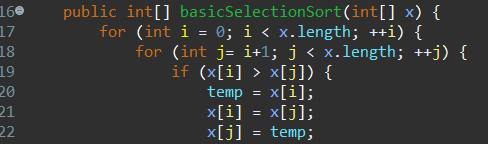 16 public int[] basicSelectionSort(int[] x) {
17 for (int i = 0; i < x.length; ++i) {
18 for (int j= i+1; j < x.length; ++j) {
19 if (x[i] > x[j]) {
20 temp = x[i];
21 x[i] = x[j];
22 x[j] = temp;